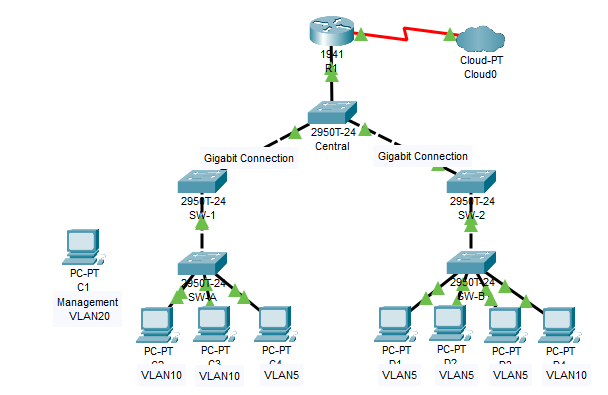 1941
R1
Cloud-PT
Cloud0
2950T-24
Central
Gigabit Connection
Gigabit Connection
2950T-24
SW-1
2950T-24
SW-2
PC-PT
C1
Management
VLAN20
2950T-24
SW-A
2950T-24
SW-B
PC-PT
C2
VLAN10
PC-PT
C3
VLAN10
PC-PT
C4
VLAN5
PC-PT
D1
VLAN5
PC-PT
D2
VLAN5
PC-PT
D3
VLAN5
PC-PT
D4
VLAN10